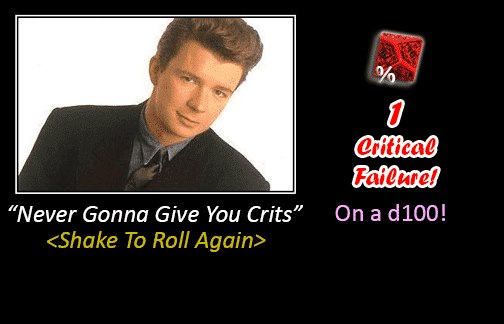 %
1
Critical
Failure!
“Never Gonna Give You Crits”
On a d100!
<Shake To Roll Again>